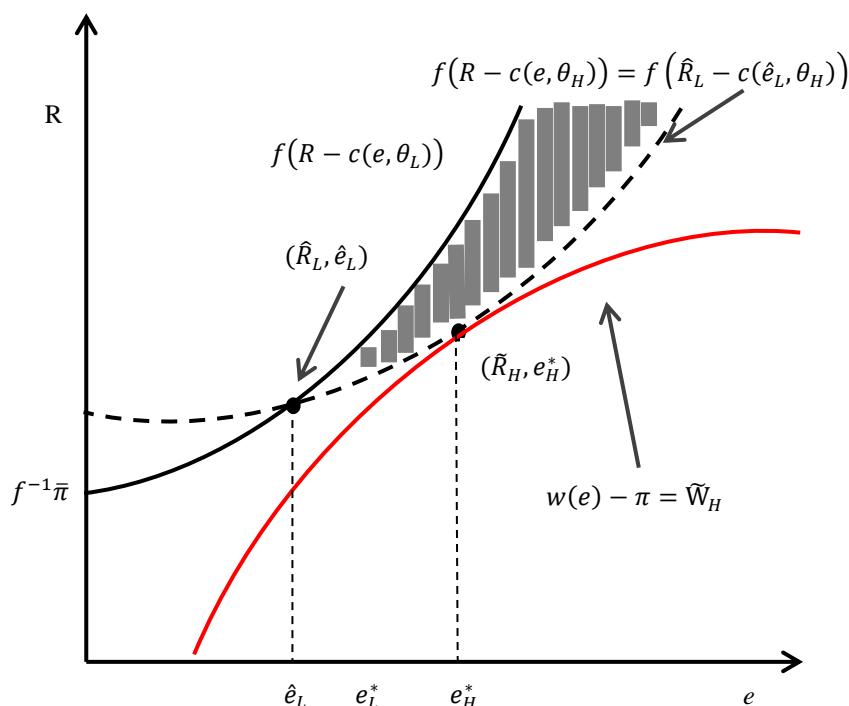 f(R − c(e, θ_H)) = f(R̂_L − c(ê_L, θ_H))
R
f(R − c(e, θ_L))
(R̂_L, ê_L)
(R̃_H, e_H^*)
f^{−1}π̄
w(e) − π = W̃_H
ê_L e_L^* e_H^* e